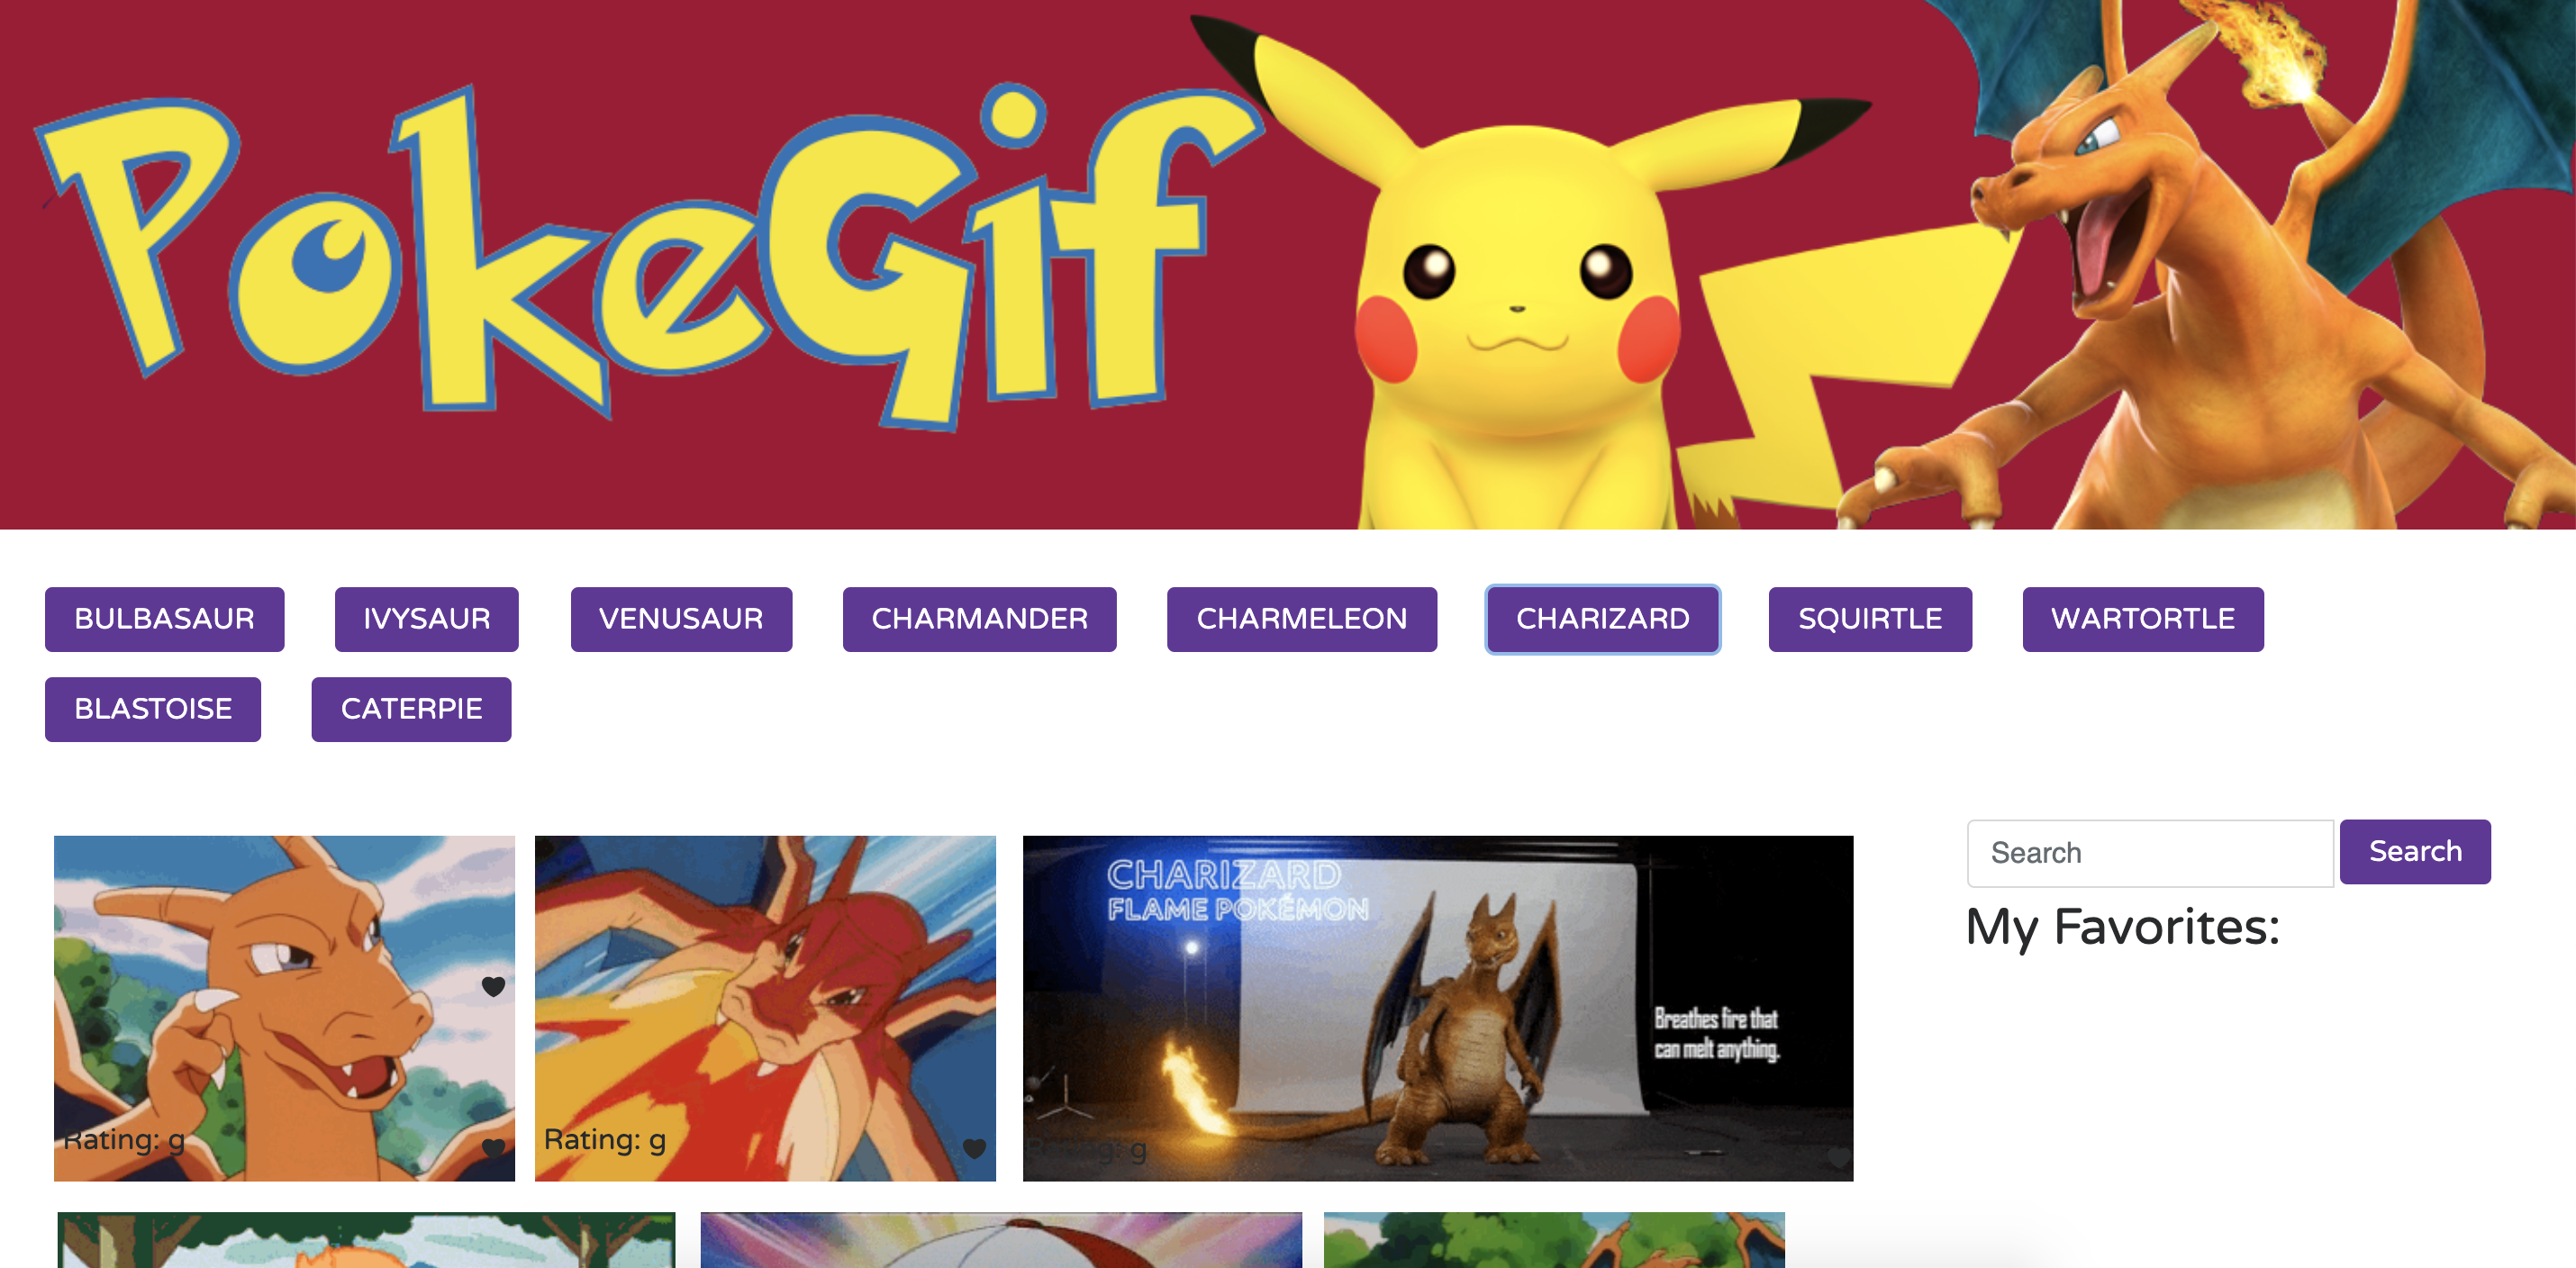 PokeGif
BULBASAUR IVYSAUR VENUSAUR CHARMANDER CHARMELEON CHARIZARD SQUIRTLE WARTORTLE
BLASTOISE CATERPIE
Search Search
My Favorites:
CHARIZARD
FLAME POKÉMON
Breathes fire that
can melt anything.
Rating: g
Rating: g
Rating: g